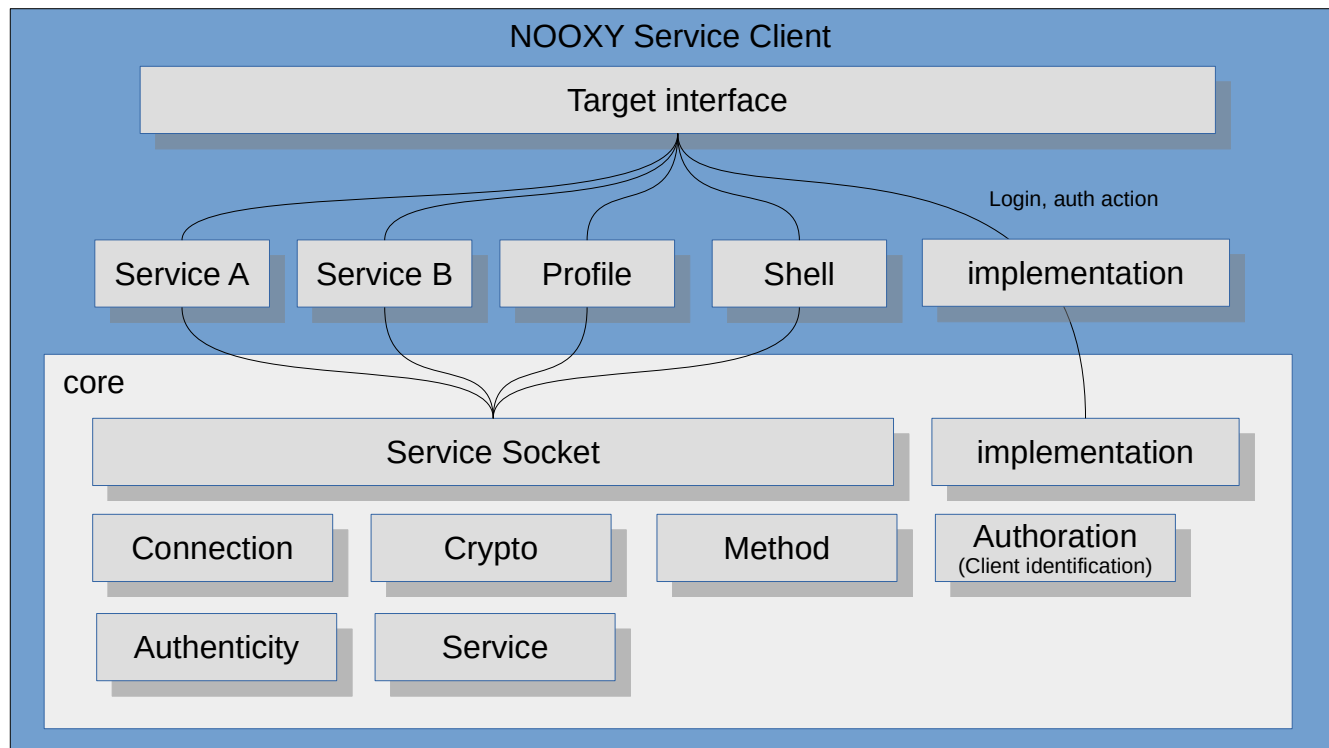 NOOXY Service Client
Target interface
Login, auth action
Service A
Service B
Profile
Shell
implementation
core
Service Socket
implementation
Connection
Crypto
Method
Authoration
(Client identification)
Authenticity
Service